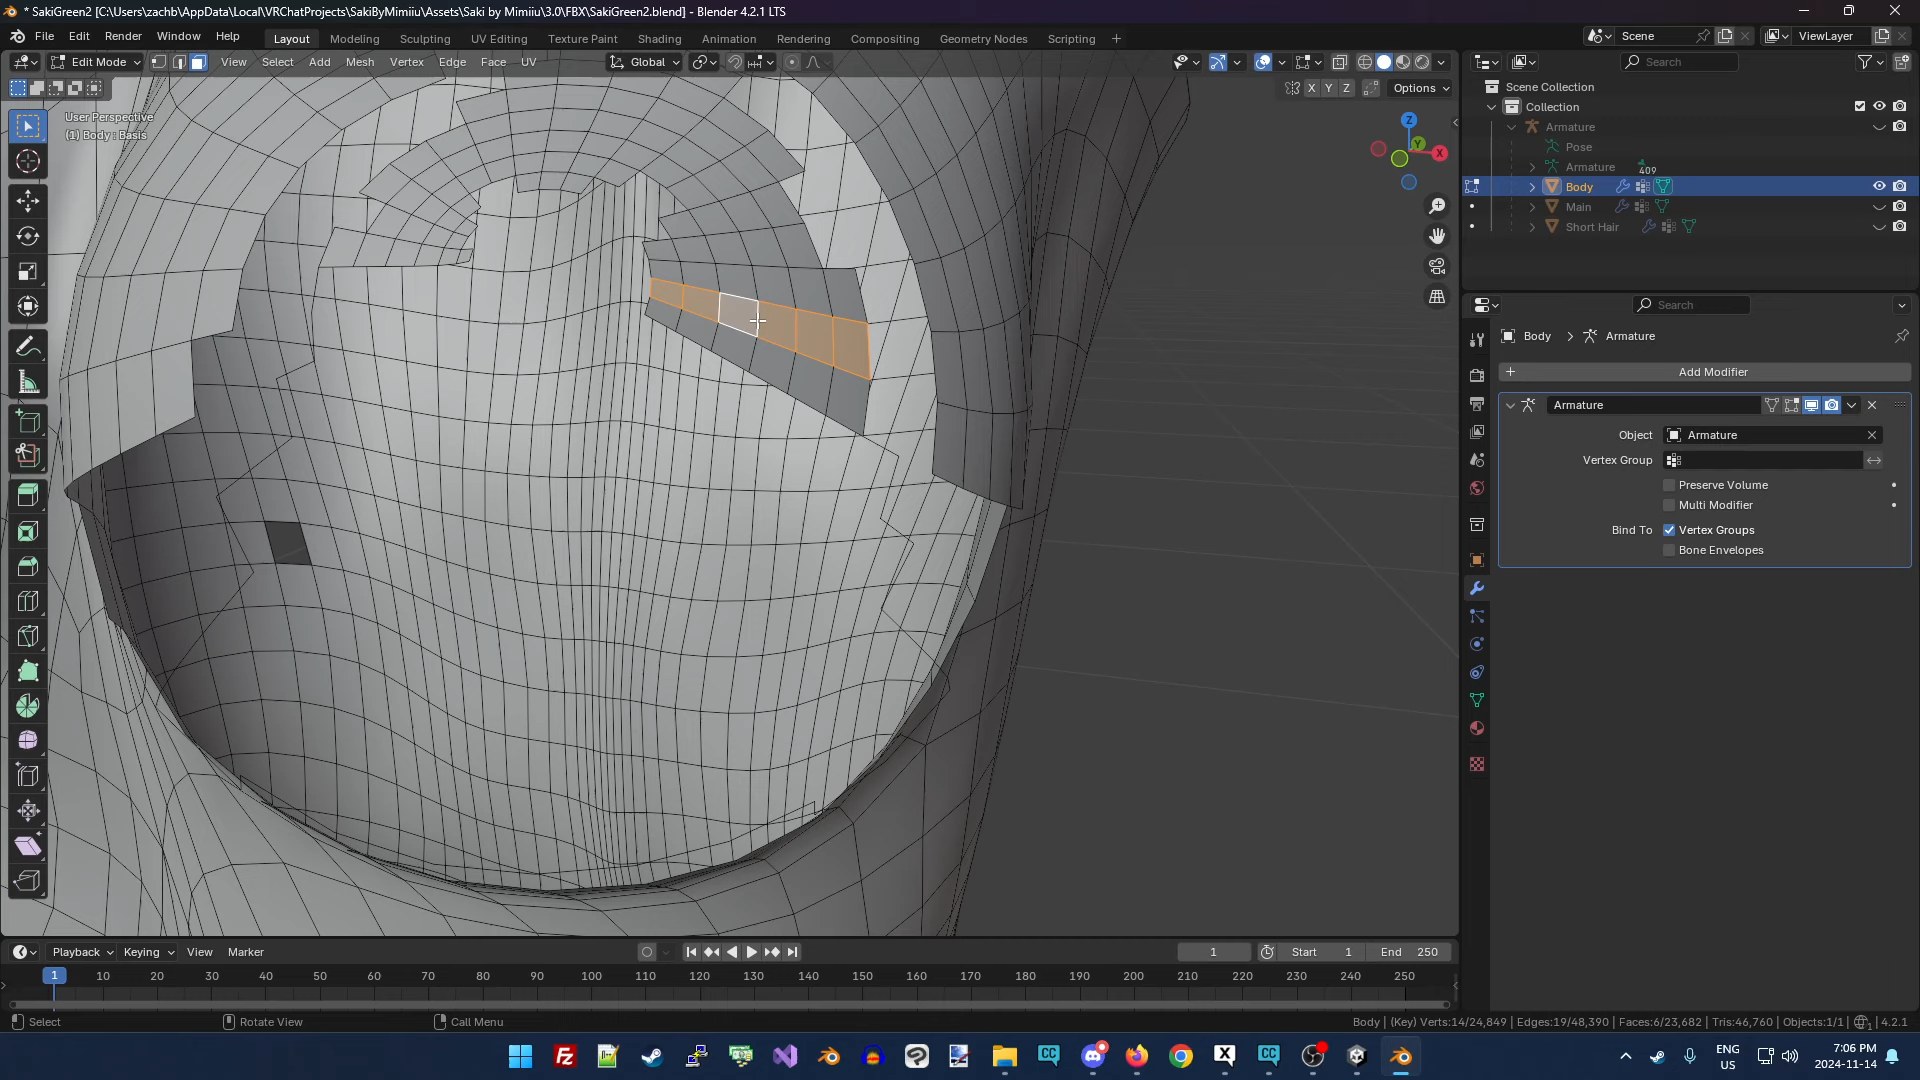 * SakiGreen2 [C:\Users\zachb\AppData\Local\VRChatProjects\SakiByMimiiu\Assets\Saki by Mimiiu\3.0\FBX\SakiGreen2.blend] - Blender 4.2.1 LTS
File Edit Render Window Help Layout Modeling Sculpting UV Editing Texture Paint Shading Animation Rendering Compositing Geometry Nodes Scripting + Scene ViewLayer
Edit Mode View Select Add Mesh Vertex Edge Face UV Global Search
X Y Z Options
User Perspective
(1) Body : Basis
Z
Y
X
Scene Collection
Collection
Armature
Pose
Armature 409
Body
Main
Short Hair
Search
Body > Armature
+ Add Modifier
Armature
Object Armature
Vertex Group
Preserve Volume
Multi Modifier
Bind To Vertex Groups
Bone Envelopes
Playback Keying View Marker 1 Start 1 End 250
1 10 20 30 40 50 60 70 80 90 100 110 120 130 140 150 160 170 180 190 200 210 220 230 240 250
Select Rotate View Call Menu Body | (Key) Verts:14/24,849 | Edges:19/48,390 | Faces:6/23,682 | Tris:46,760 | Objects:1/1 | 1 | 4.2.1
Fz CC X CC
ENG
US
7:06 PM
2024-11-14